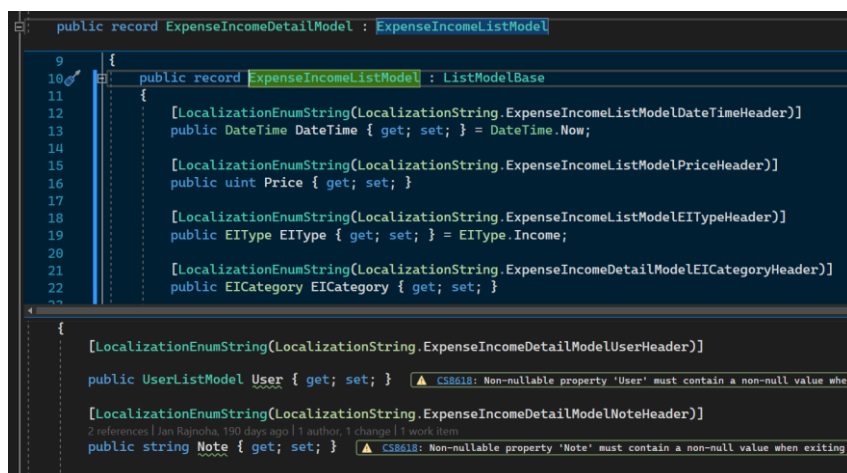 public record ExpenseIncomeDetailModel : ExpenseIncomeListModel
9 {
10 public record ExpenseIncomeListModel : ListModelBase
11 {
12 [LocalizationEnumString(LocalizationString.ExpenseIncomeListModelDateTimeHeader)]
13 public DateTime DateTime { get; set; } = DateTime.Now;
14
15 [LocalizationEnumString(LocalizationString.ExpenseIncomeListModelPriceHeader)]
16 public uint Price { get; set; }
17
18 [LocalizationEnumString(LocalizationString.ExpenseIncomeListModelEITypeHeader)]
19 public EIType EIType { get; set; } = EIType.Income;
20
21 [LocalizationEnumString(LocalizationString.ExpenseIncomeDetailModelEICategoryHeader)]
22 public EICategory EICategory { get; set; }
{
[LocalizationEnumString(LocalizationString.ExpenseIncomeDetailModelUserHeader)]
public UserListModel User { get; set; } CS8618: Non-nullable property 'User' must contain a non-null value whe
[LocalizationEnumString(LocalizationString.ExpenseIncomeDetailModelNoteHeader)]
2 references | Jan Rajnoha, 190 days ago | 1 author, 1 change | 1 work item
public string Note { get; set; } CS8618: Non-nullable property 'Note' must contain a non-null value when exiting